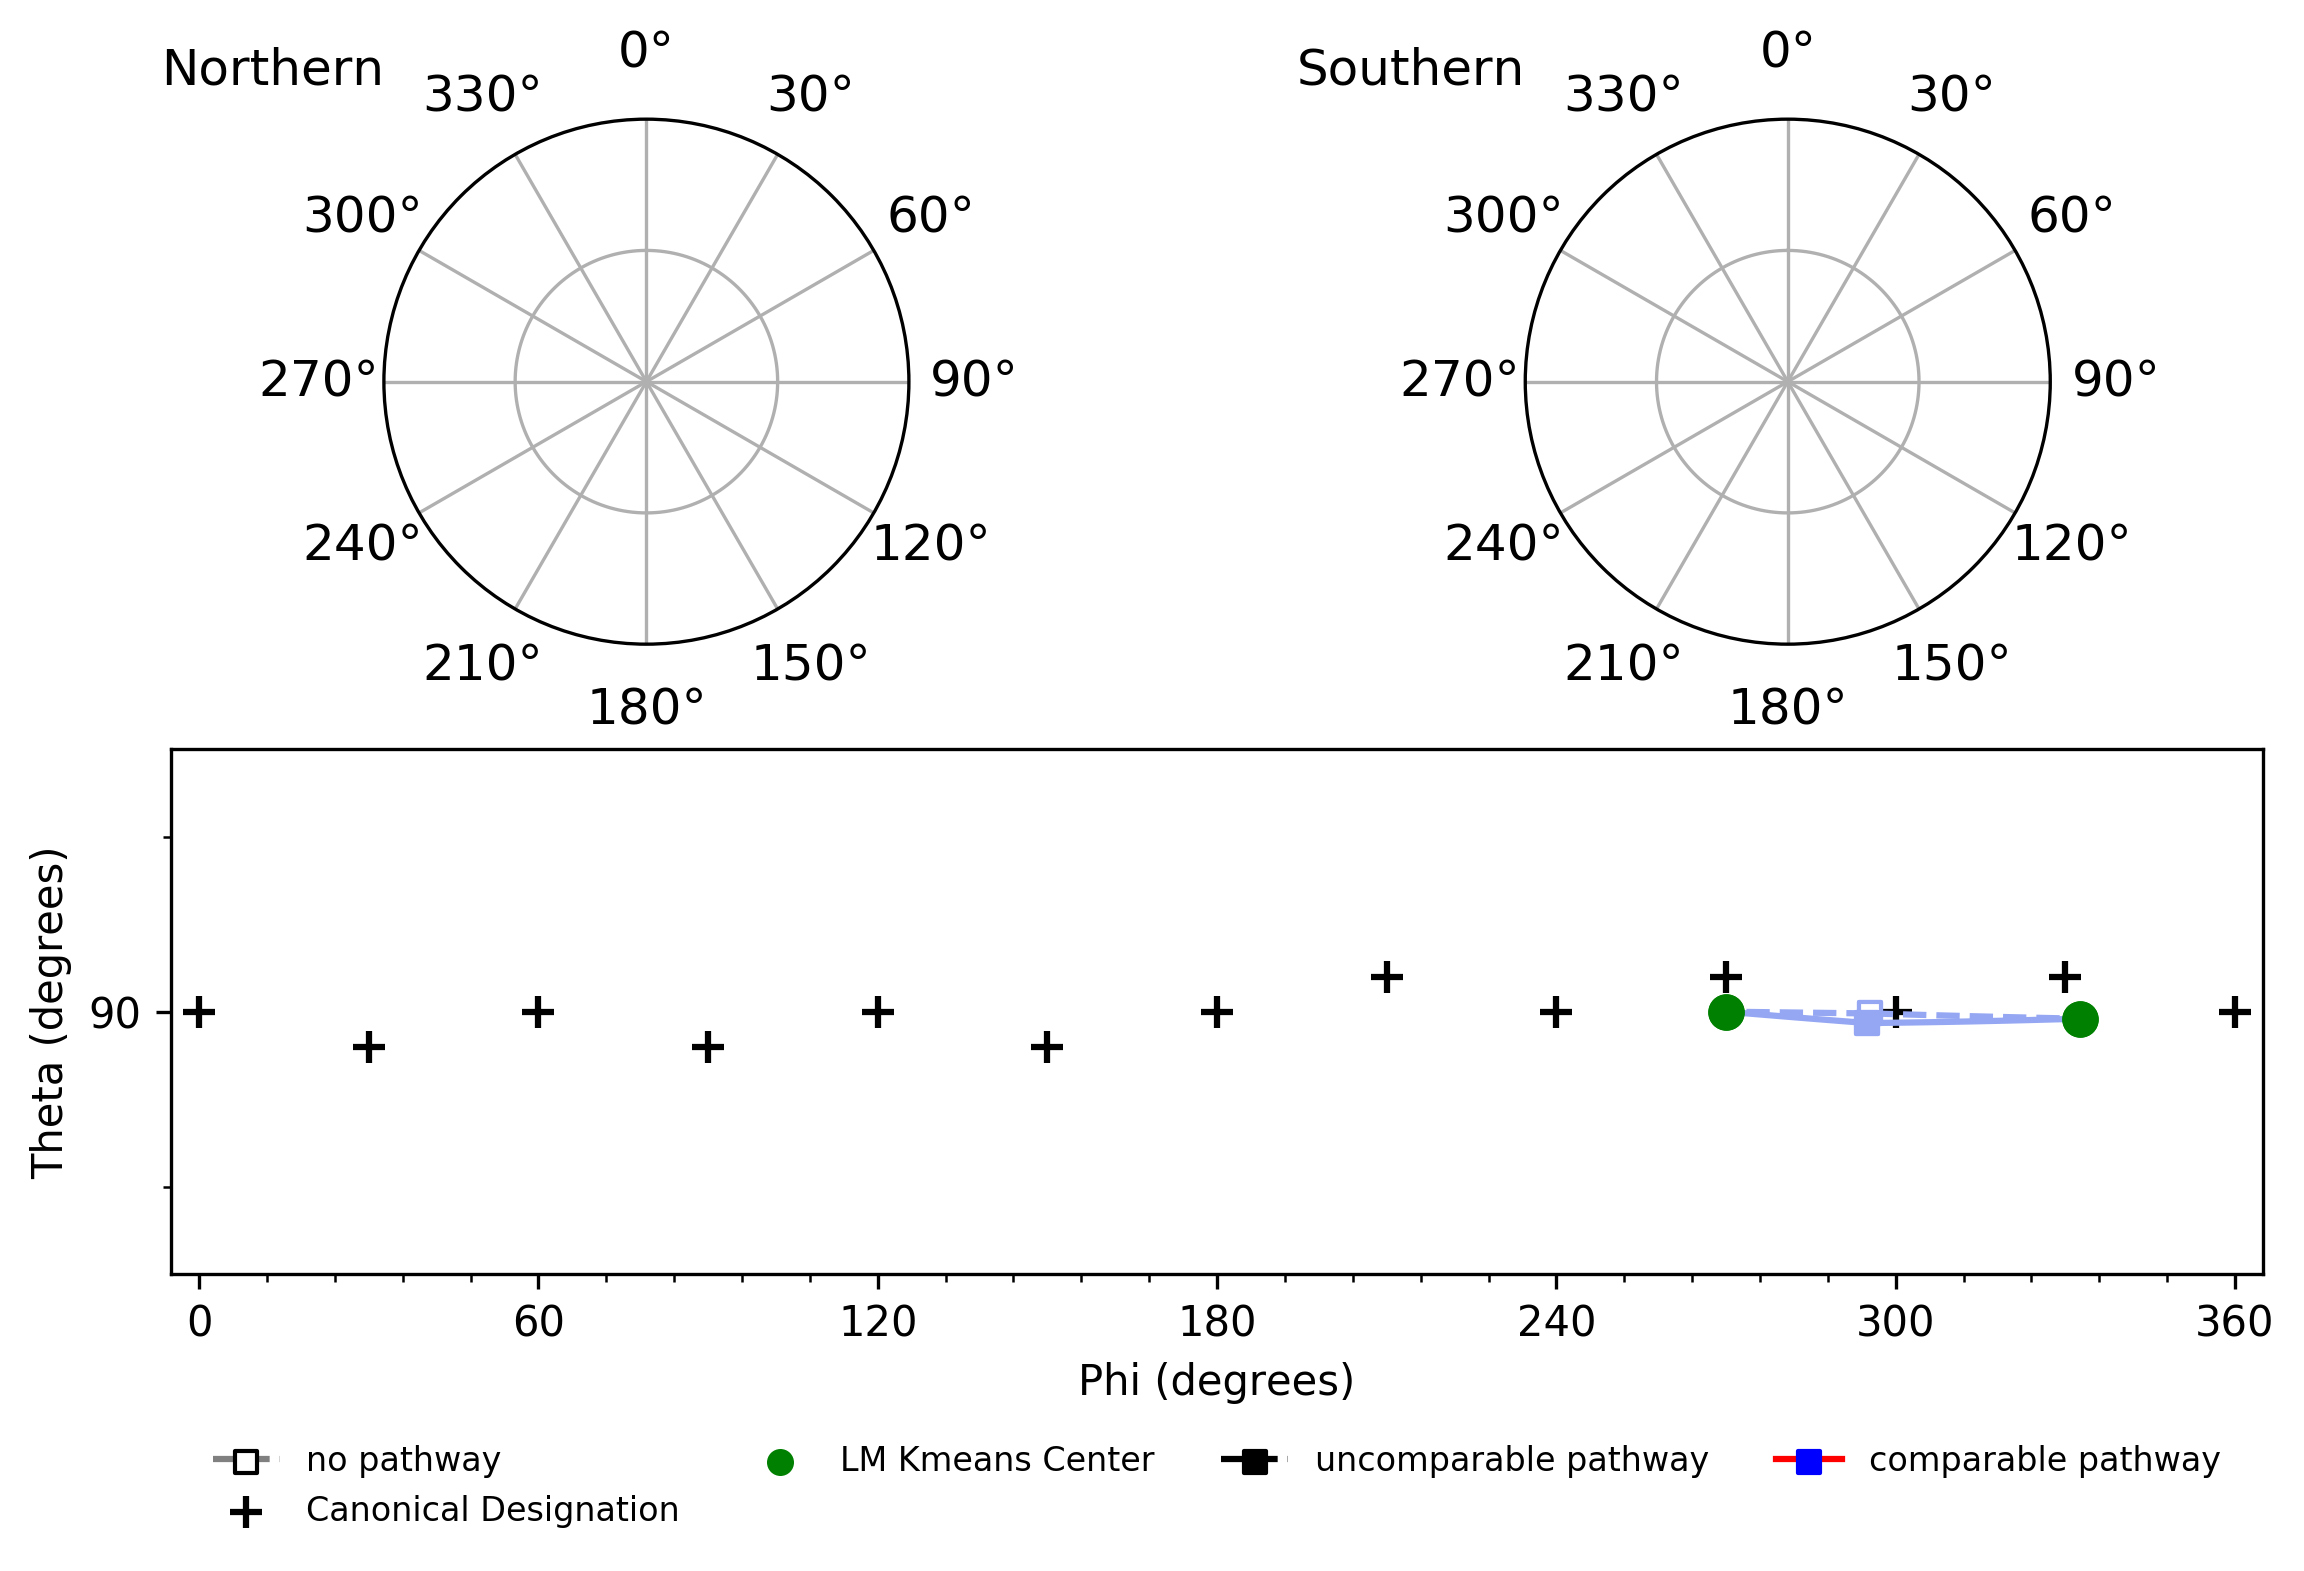 Northern
0°
30°
60°
90°
120°
150°
180°
210°
240°
270°
300°
330°
Southern
0°
30°
60°
90°
120°
150°
180°
210°
240°
270°
300°
330°
Theta (degrees)
90
0 60 120 180 240 300 360
Phi (degrees)
no pathway
Canonical Designation
LM Kmeans Center
uncomparable pathway
comparable pathway